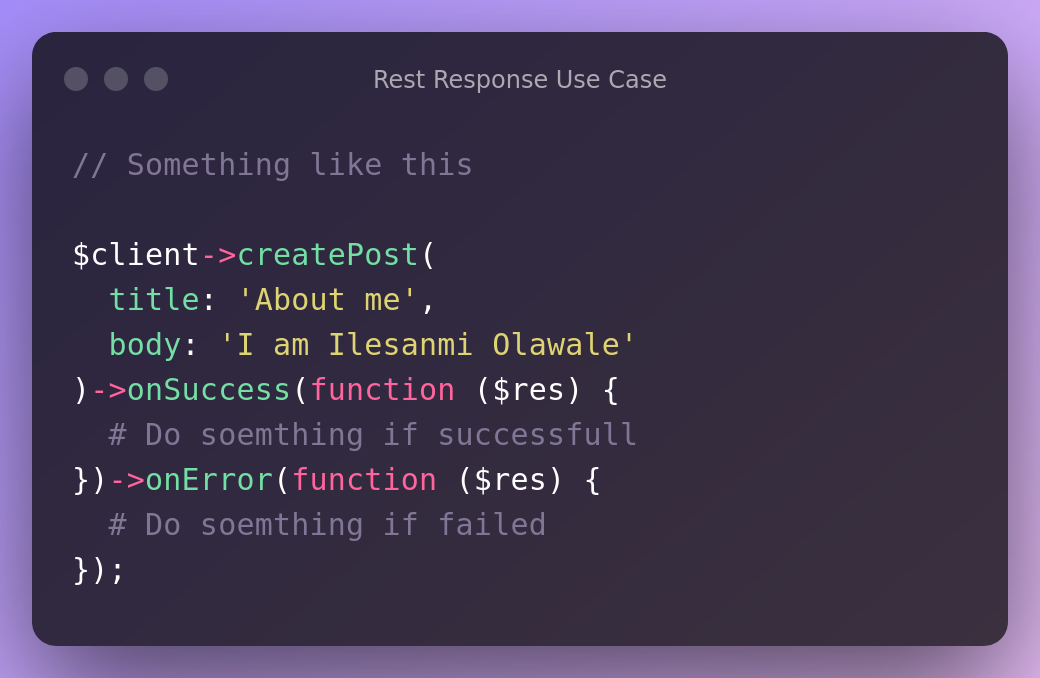 Rest Response Use Case
// Something like this
$client->createPost(
  title: 'About me',
  body: 'I am Ilesanmi Olawale'
)->onSuccess(function ($res) {
  # Do soemthing if successfull
})->onError(function ($res) {
  # Do soemthing if failed
});